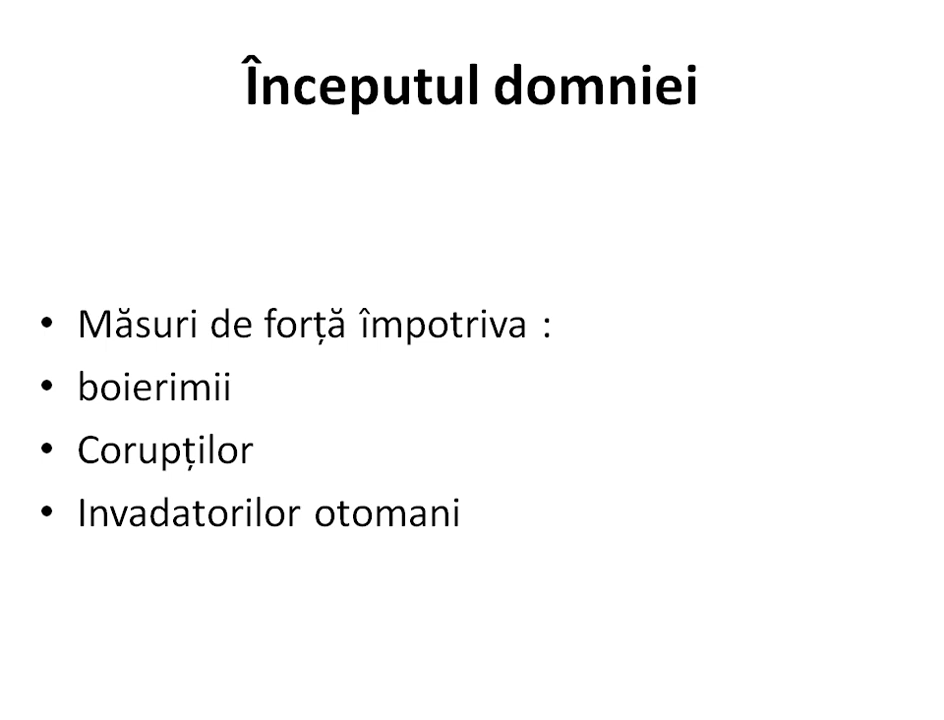 Începutul domniei
• Măsuri de forță împotriva :
• boierimii
• Corupților
• Invadatorilor otomani